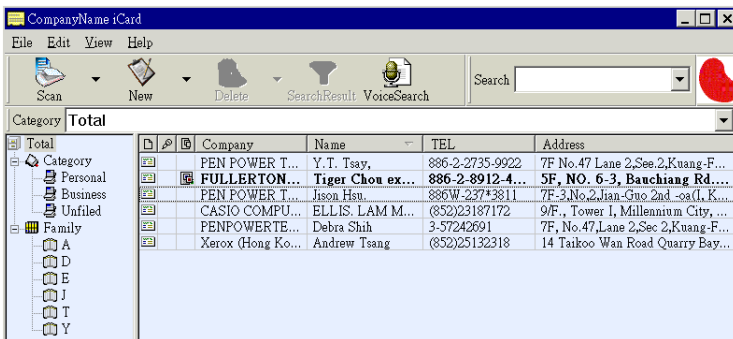 CompanyName iCard
File Edit View Help
Scan New Delete SearchResult VoiceSearch Search
Category Total
Total
Category
Personal
Business
Unfiled
Family
A
D
E
J
T
Y
Company Name TEL Address
PEN POWER T... Y.T. Tsay, 886-2-2735-9922 7F No.47 Lane 2,See.2,Kuang-F...
FULLERTON... Tiger Chou ex... 886-2-8912-4... 5F, NO. 6-3, Bauchiang Rd....
PEN POWER T... Jison Hsu. 886W-237*3811 7F-3,No,2,Jian-Guo 2nd -oa(I, K...
CASIO COMPU... ELLIS. LAM M... (852)23187172 9/F., Tower I, Millennium City, ...
PENPOWERTE... Debra Shih 3-57242691 7F, No.47,Lane 2,Sec 2,Kuang-F...
Xerox (Hong Ko... Andrew Tsang (852)25132318 14 Taikoo Wan Road Quarry Bay...